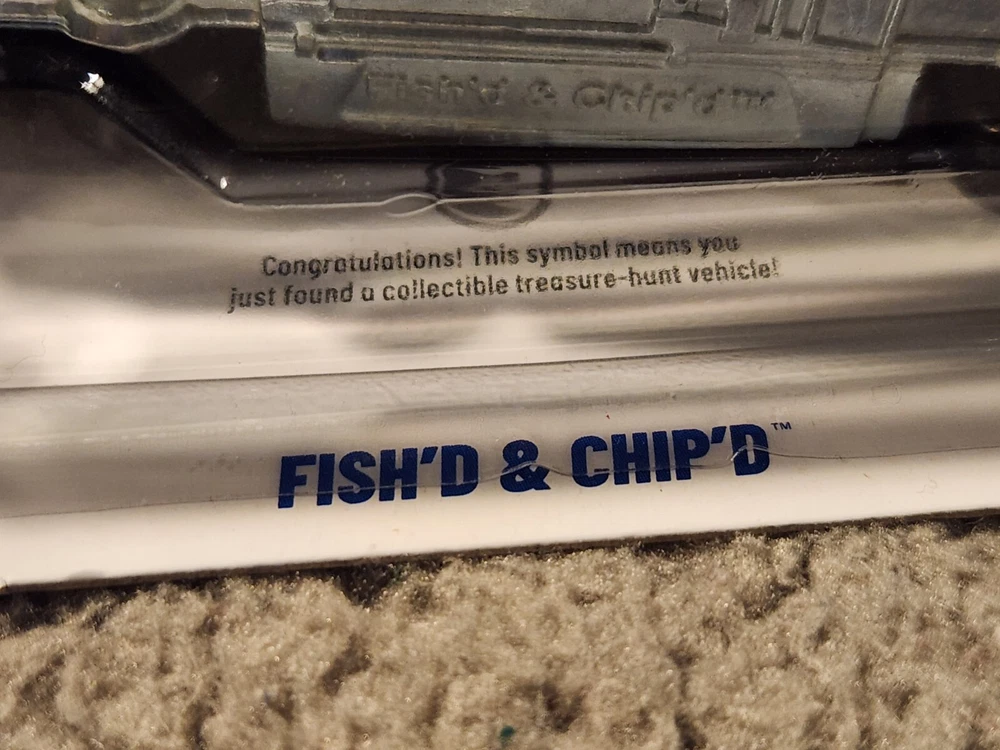 Fish'd & Chip'd™
Congratulations! This symbol means you
just found a collectible treasure-hunt vehicle!
FISH'D & CHIP'D™